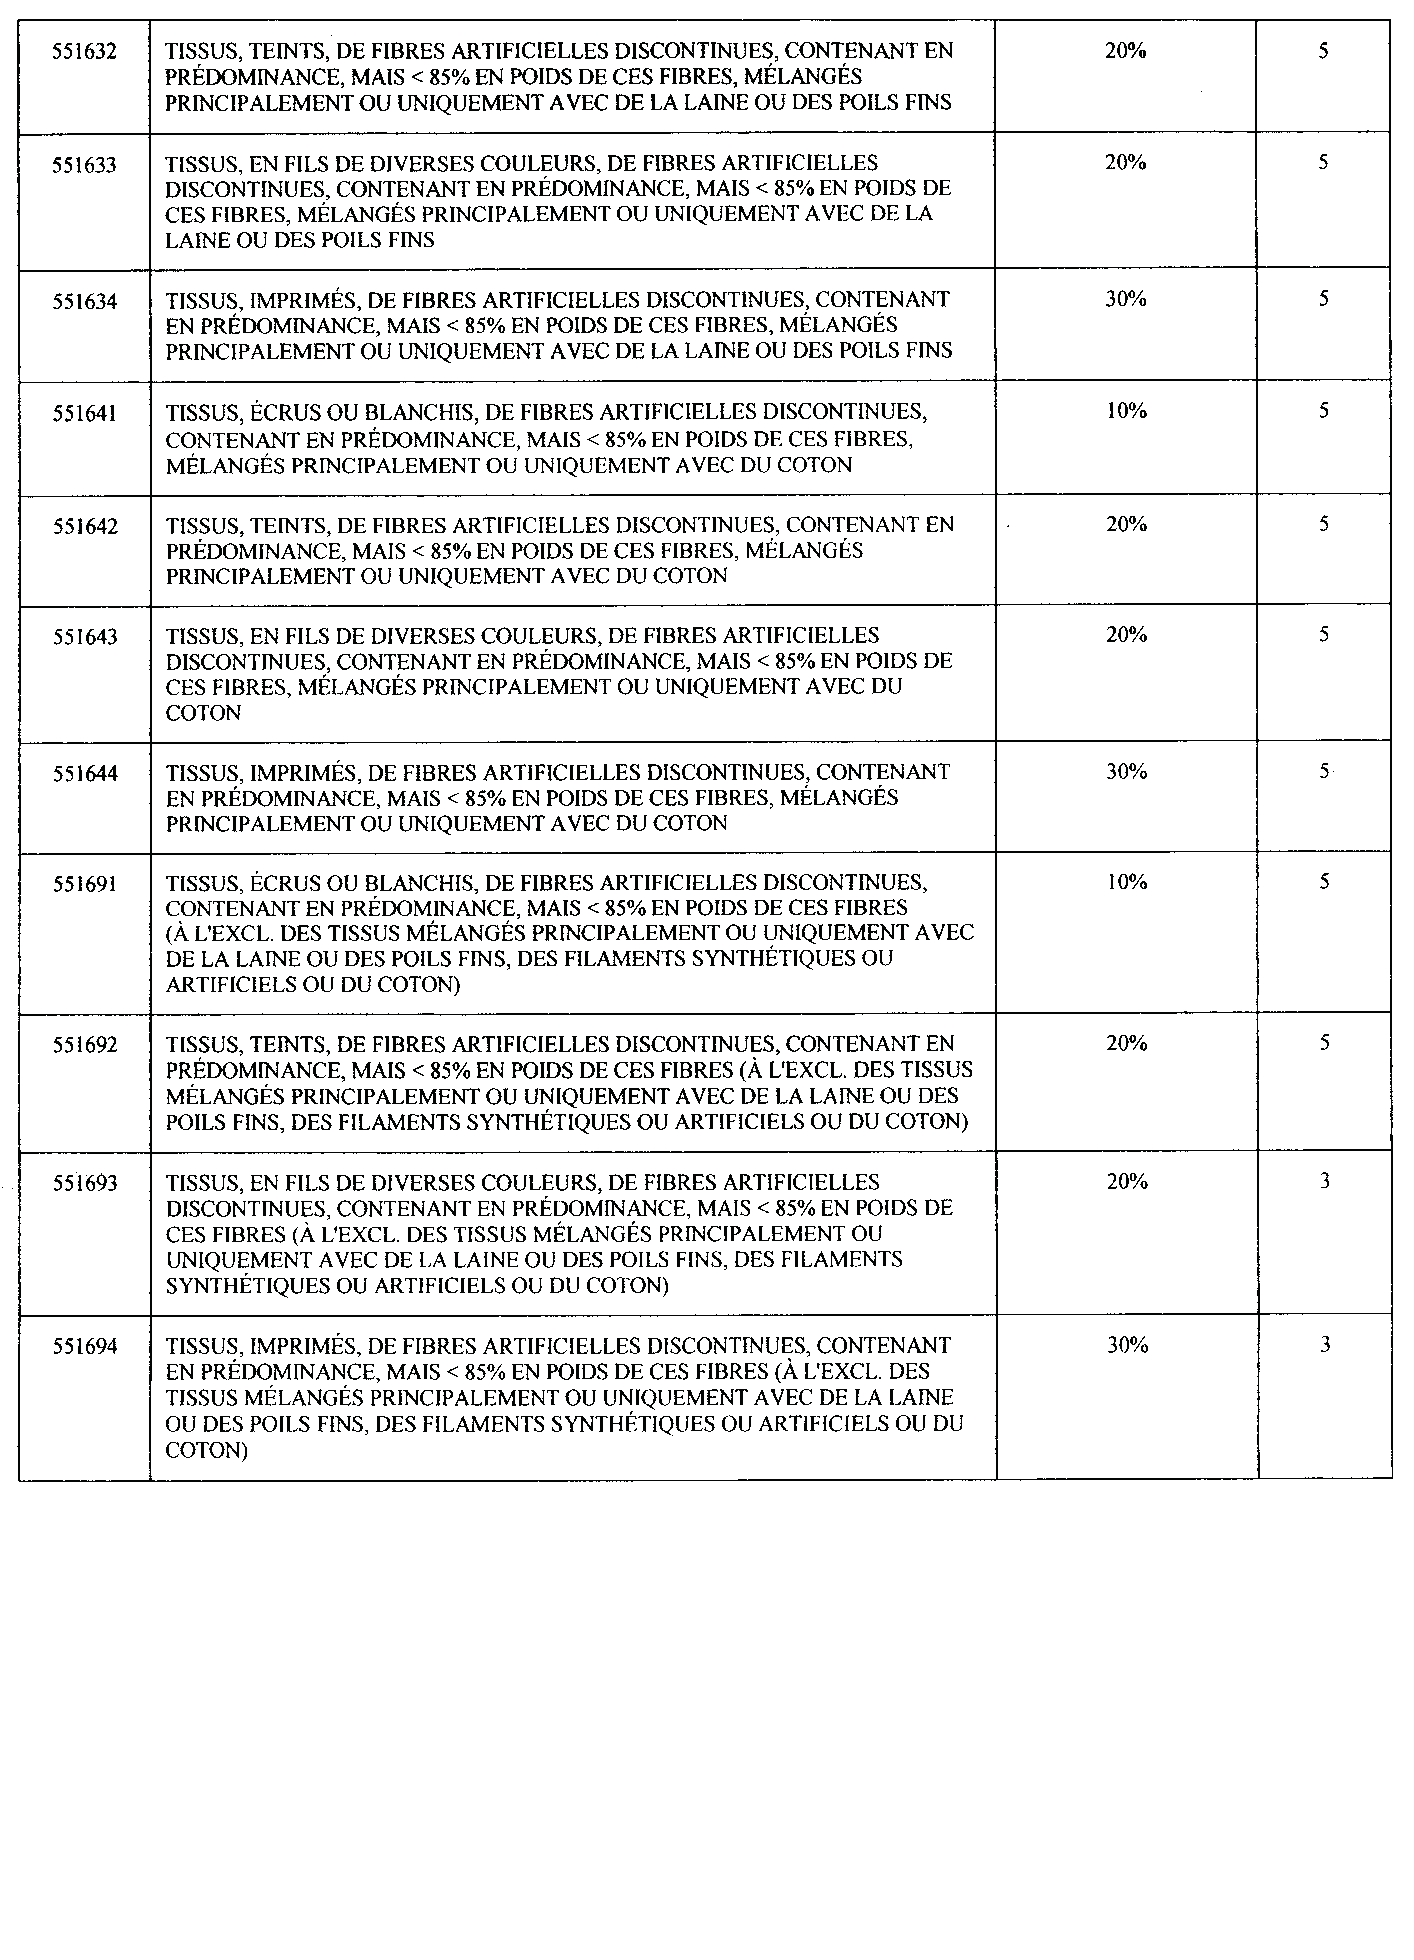 551632 TISSUS, TEINTS, DE FIBRES ARTIFICIELLES DISCONTINUES, CONTENANT EN 20% 5
PRÉDOMINANCE, MAIS < 85% EN POIDS DE CES FIBRES, MÉLANGÉS
PRINCIPALEMENT OU UNIQUEMENT AVEC DE LA LAINE OU DES POILS FINS
551633 TISSUS, EN FILS DE DIVERSES COULEURS, DE FIBRES ARTIFICIELLES 20% 5
DISCONTINUES, CONTENANT EN PRÉDOMINANCE, MAIS < 85% EN POIDS DE
CES FIBRES, MÉLANGÉS PRINCIPALEMENT OU UNIQUEMENT AVEC DE LA
LAINE OU DES POILS FINS
551634 TISSUS, IMPRIMÉS, DE FIBRES ARTIFICIELLES DISCONTINUES, CONTENANT 30% 5
EN PRÉDOMINANCE, MAIS < 85% EN POIDS DE CES FIBRES, MÉLANGÉS
PRINCIPALEMENT OU UNIQUEMENT AVEC DE LA LAINE OU DES POILS FINS
551641 TISSUS, ÉCRUS OU BLANCHIS, DE FIBRES ARTIFICIELLES DISCONTINUES, 10% 5
CONTENANT EN PRÉDOMINANCE, MAIS < 85% EN POIDS DE CES FIBRES,
MÉLANGÉS PRINCIPALEMENT OU UNIQUEMENT AVEC DU COTON
551642 TISSUS, TEINTS, DE FIBRES ARTIFICIELLES DISCONTINUES, CONTENANT EN 20% 5
PRÉDOMINANCE, MAIS < 85% EN POIDS DE CES FIBRES, MÉLANGÉS
PRINCIPALEMENT OU UNIQUEMENT AVEC DU COTON
551643 TISSUS, EN FILS DE DIVERSES COULEURS, DE FIBRES ARTIFICIELLES 20% 5
DISCONTINUES, CONTENANT EN PRÉDOMINANCE, MAIS < 85% EN POIDS DE
CES FIBRES, MÉLANGÉS PRINCIPALEMENT OU UNIQUEMENT AVEC DU
COTON
551644 TISSUS, IMPRIMÉS, DE FIBRES ARTIFICIELLES DISCONTINUES, CONTENANT 30% 5
EN PRÉDOMINANCE, MAIS < 85% EN POIDS DE CES FIBRES, MÉLANGÉS
PRINCIPALEMENT OU UNIQUEMENT AVEC DU COTON
551691 TISSUS, ÉCRUS OU BLANCHIS, DE FIBRES ARTIFICIELLES DISCONTINUES, 10% 5
CONTENANT EN PRÉDOMINANCE, MAIS < 85% EN POIDS DE CES FIBRES
(À L'EXCL. DES TISSUS MÉLANGÉS PRINCIPALEMENT OU UNIQUEMENT AVEC
DE LA LAINE OU DES POILS FINS, DES FILAMENTS SYNTHÉTIQUES OU
ARTIFICIELS OU DU COTON)
551692 TISSUS, TEINTS, DE FIBRES ARTIFICIELLES DISCONTINUES, CONTENANT EN 20% 5
PRÉDOMINANCE, MAIS < 85% EN POIDS DE CES FIBRES (À L'EXCL. DES TISSUS
MÉLANGÉS PRINCIPALEMENT OU UNIQUEMENT AVEC DE LA LAINE OU DES
POILS FINS, DES FILAMENTS SYNTHÉTIQUES OU ARTIFICIELS OU DU COTON)
551693 TISSUS, EN FILS DE DIVERSES COULEURS, DE FIBRES ARTIFICIELLES 20% 3
DISCONTINUES, CONTENANT EN PRÉDOMINANCE, MAIS < 85% EN POIDS DE
CES FIBRES (À L'EXCL. DES TISSUS MÉLANGÉS PRINCIPALEMENT OU
UNIQUEMENT AVEC DE LA LAINE OU DES POILS FINS, DES FILAMENTS
SYNTHÉTIQUES OU ARTIFICIELS OU DU COTON)
551694 TISSUS, IMPRIMÉS, DE FIBRES ARTIFICIELLES DISCONTINUES, CONTENANT 30% 3
EN PRÉDOMINANCE, MAIS < 85% EN POIDS DE CES FIBRES (À L'EXCL. DES
TISSUS MÉLANGÉS PRINCIPALEMENT OU UNIQUEMENT AVEC DE LA LAINE
OU DES POILS FINS, DES FILAMENTS SYNTHÉTIQUES OU ARTIFICIELS OU DU
COTON)